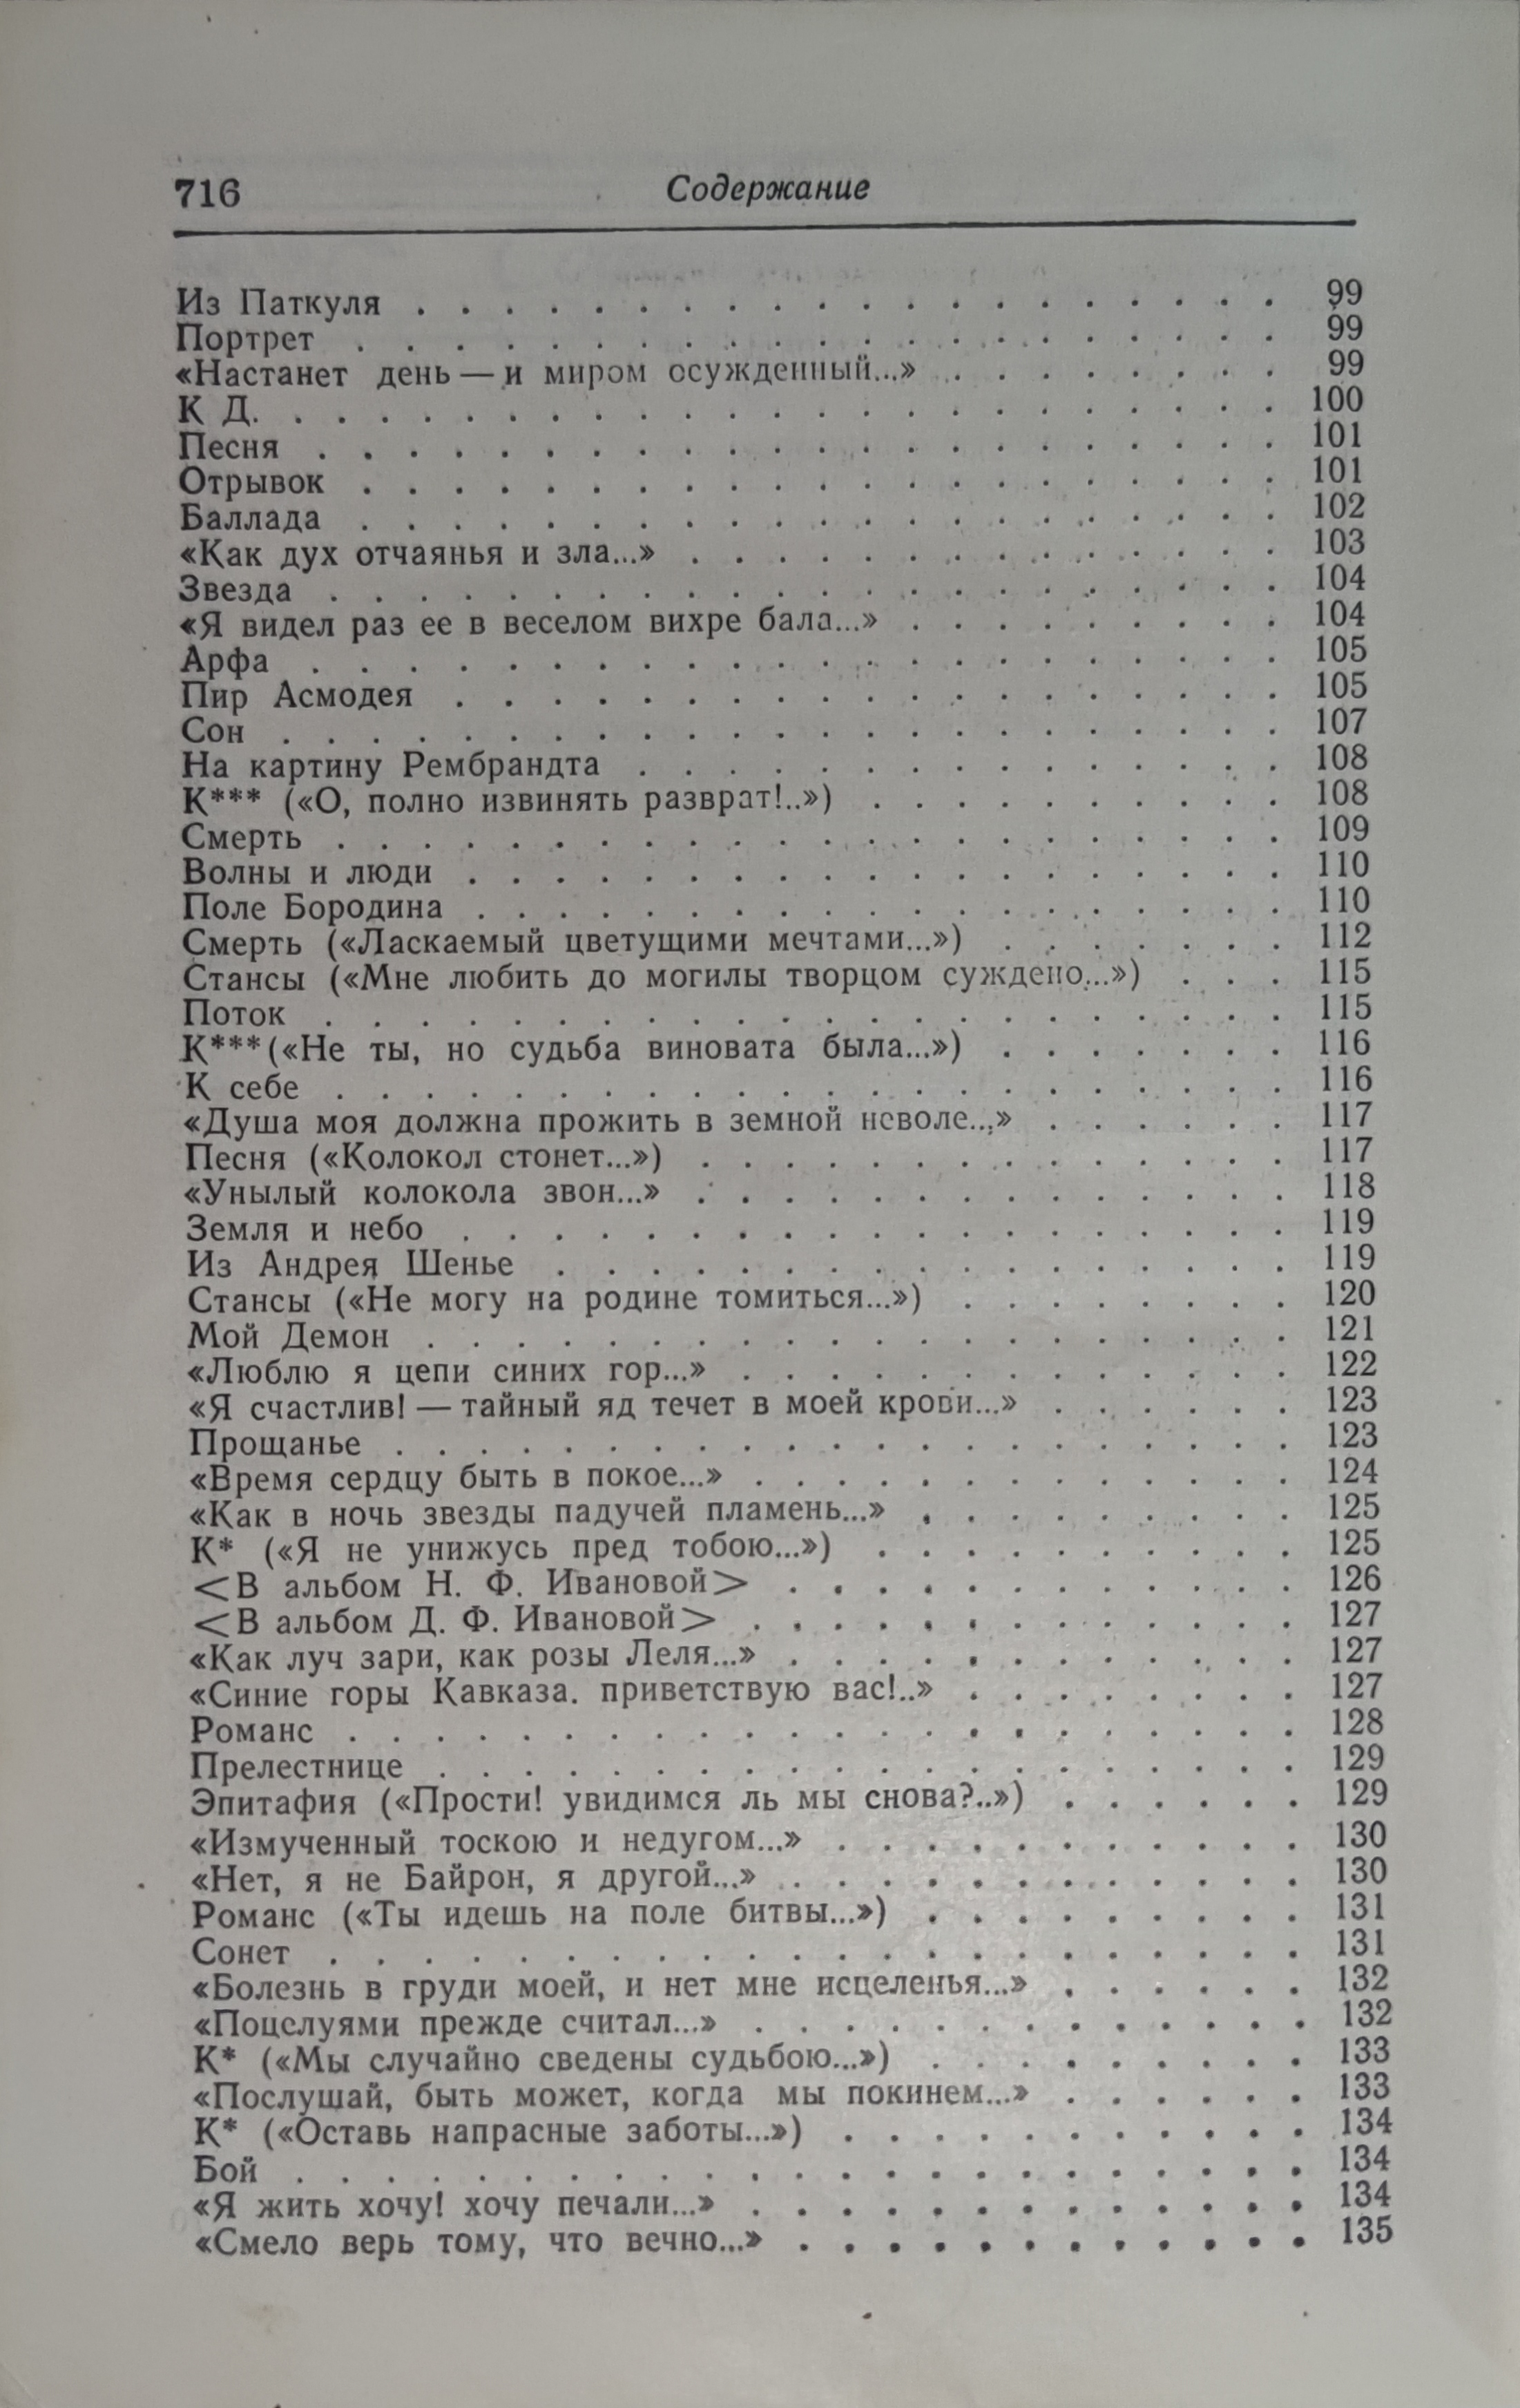 716 Содержание
Из Паткуля . . . . . . . . . . . . . . . . . . . . 99
Портрет . . . . . . . . . . . . . . . . . . . . . 99
«Настанет день — и миром осужденный...» . . . . . . . . 99
К Д. . . . . . . . . . . . . . . . . . . . . . . . 100
Песня . . . . . . . . . . . . . . . . . . . . . . 101
Отрывок . . . . . . . . . . . . . . . . . . . . . 101
Баллада . . . . . . . . . . . . . . . . . . . . . 102
«Как дух отчаянья и зла...» . . . . . . . . . . . . . . 103
Звезда . . . . . . . . . . . . . . . . . . . . . . 104
«Я видел раз ее в веселом вихре бала...» . . . . . . . . . 104
Арфа . . . . . . . . . . . . . . . . . . . . . . 105
Пир Асмодея . . . . . . . . . . . . . . . . . . . 105
Сон . . . . . . . . . . . . . . . . . . . . . . . 107
На картину Рембрандта . . . . . . . . . . . . . . . 108
К*** («О, полно извинять разврат!..») . . . . . . . . . . 108
Смерть . . . . . . . . . . . . . . . . . . . . . . 109
Волны и люди . . . . . . . . . . . . . . . . . . . 110
Поле Бородина . . . . . . . . . . . . . . . . . . . 110
Смерть («Ласкаемый цветущими мечтами...») . . . . . . . 112
Стансы («Мне любить до могилы творцом суждено...») . . . 115
Поток . . . . . . . . . . . . . . . . . . . . . . 115
К***(«Не ты, но судьба виновата была...») . . . . . . . 116
К себе . . . . . . . . . . . . . . . . . . . . . . 116
«Душа моя должна прожить в земной неволе...» . . . . . . 117
Песня («Колокол стонет...») . . . . . . . . . . . . . . 117
«Унылый колокола звон...» . . . . . . . . . . . . . . 118
Земля и небо . . . . . . . . . . . . . . . . . . . 119
Из Андрея Шенье . . . . . . . . . . . . . . . . . 119
Стансы («Не могу на родине томиться...») . . . . . . . . 120
Мой Демон . . . . . . . . . . . . . . . . . . . . 121
«Люблю я цепи синих гор...» . . . . . . . . . . . . . 122
«Я счастлив! — тайный яд течет в моей крови...» . . . . . . 123
Прощанье . . . . . . . . . . . . . . . . . . . . . 123
«Время сердцу быть в покое...» . . . . . . . . . . . . . 124
«Как в ночь звезды падучей пламень...» . . . . . . . . . 125
К* («Я не унижусь пред тобою...») . . . . . . . . . . 125
<В альбом Н. Ф. Ивановой> . . . . . . . . . . . . 126
<В альбом Д. Ф. Ивановой> . . . . . . . . . . . . . 127
«Как луч зари, как розы Леля...» . . . . . . . . . . . . 127
«Синие горы Кавказа. приветствую вас!..» . . . . . . . . 127
Романс . . . . . . . . . . . . . . . . . . . . . . 128
Прелестнице . . . . . . . . . . . . . . . . . . . . 129
Эпитафия («Прости! увидимся ль мы снова?..») . . . . . . 129
«Измученный тоскою и недугом...» . . . . . . . . . . . 130
«Нет, я не Байрон, я другой...» . . . . . . . . . . . . 130
Романс («Ты идешь на поле битвы...») . . . . . . . . . 131
Сонет . . . . . . . . . . . . . . . . . . . . . . 131
«Болезнь в груди моей, и нет мне исцеленья...» . . . . . . 132
«Поцелуями прежде считал...» . . . . . . . . . . . . . 132
К* («Мы случайно сведены судьбою...») . . . . . . . . . 133
«Послушай, быть может, когда мы покинем...» . . . . . . 133
К* («Оставь напрасные заботы...») . . . . . . . . . . . 134
Бой . . . . . . . . . . . . . . . . . . . . . . . 134
«Я жить хочу! хочу печали...» . . . . . . . . . . . . . 134
«Смело верь тому, что вечно...» . . . . . . . . . . . . 135